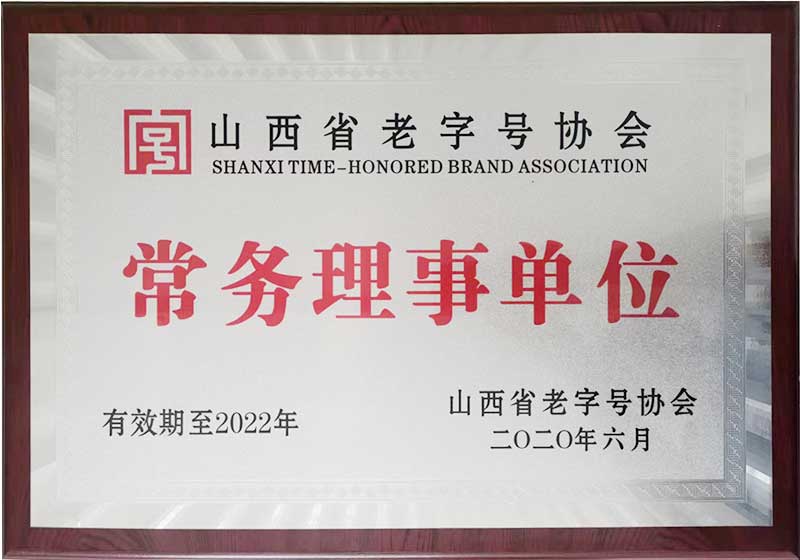 山西省老字号协会
SHANXI TIME-HONORED BRAND ASSOCIATION
常务理事单位
有效期至2022年
山西省老字号协会
二〇二〇年六月